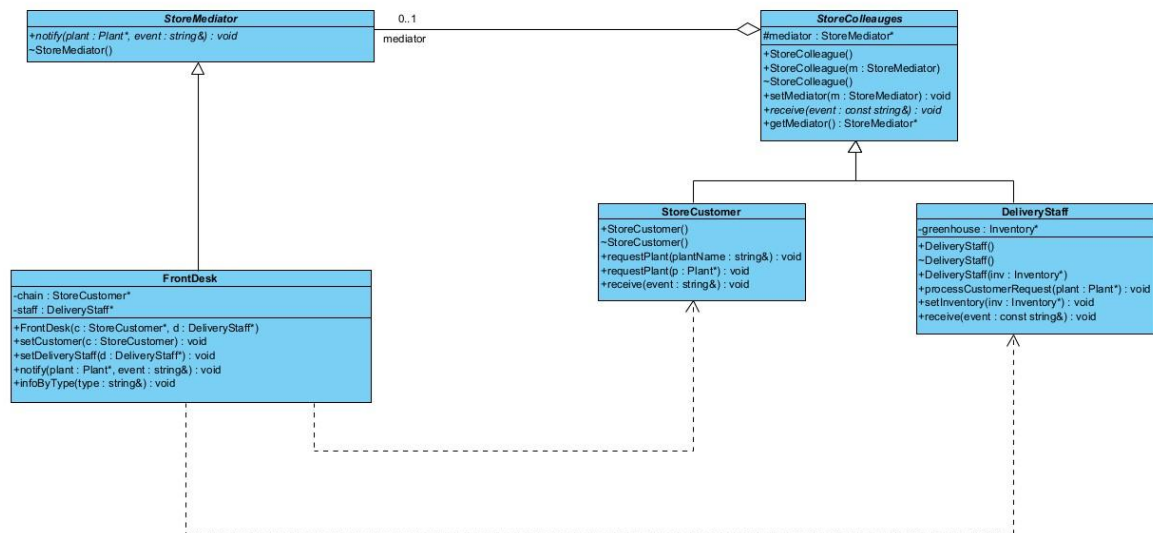 StoreMediator
+notify(plant : Plant*, event : string&) : void
~StoreMediator()
0..1
mediator
StoreColleauges
#mediator : StoreMediator*
+StoreColleague()
+StoreColleague(m : StoreMediator)
~StoreColleague()
+setMediator(m : StoreMediator) : void
+receive(event : const string&) : void
+getMediator() : StoreMediator*
StoreCustomer
+StoreCustomer()
~StoreCustomer()
+requestPlant(plantName : string&) : void
+requestPlant(p : Plant*) : void
+receive(event : string&) : void
DeliveryStaff
-greenhouse : Inventory*
+DeliveryStaff()
~DeliveryStaff()
+DeliveryStaff(inv : Inventory*)
+processCustomerRequest(plant : Plant*) : void
+setInventory(inv : Inventory*) : void
+receive(event : const string&) : void
FrontDesk
-chain : StoreCustomer*
-staff : DeliveryStaff*
+FrontDesk(c : StoreCustomer*, d : DeliveryStaff*)
+setCustomer(c : StoreCustomer) : void
+setDeliveryStaff(d : DeliveryStaff*) : void
+notify(plant : Plant*, event : string&) : void
+infoByType(type : string&) : void